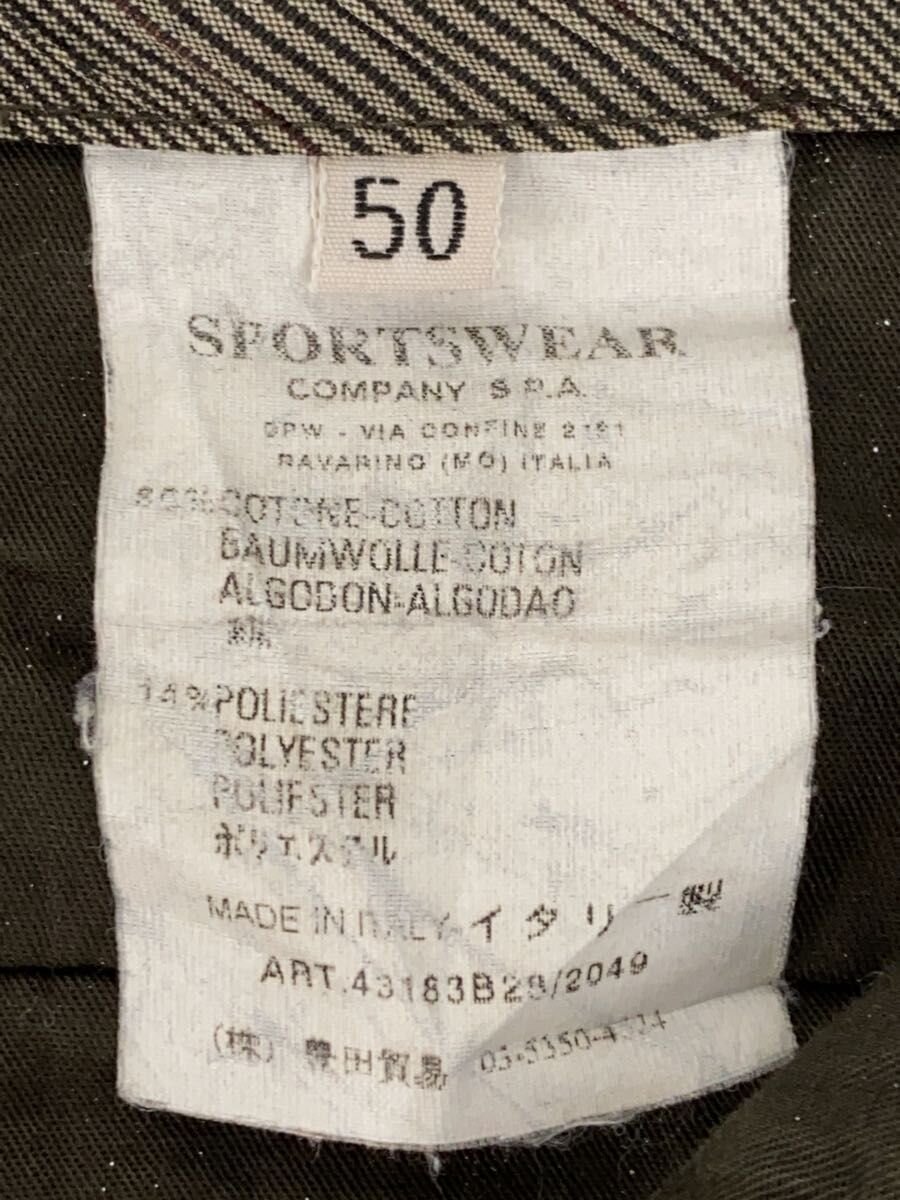 50
SPORTSWEAR
COMPANY S.P.A.
SPW - VIA CONFINE 2161
RAVARINO (MO) ITALIA
COTONE-COTTON
BAUMWOLLE-COTON
ALGODON-ALGODAO
綿
14% POLIESTERE
POLYESTER
POLIESTER
ポリエステル
MADE IN ITALY イタリー製
ART.43183B29/2049
(株) 豊田貿易